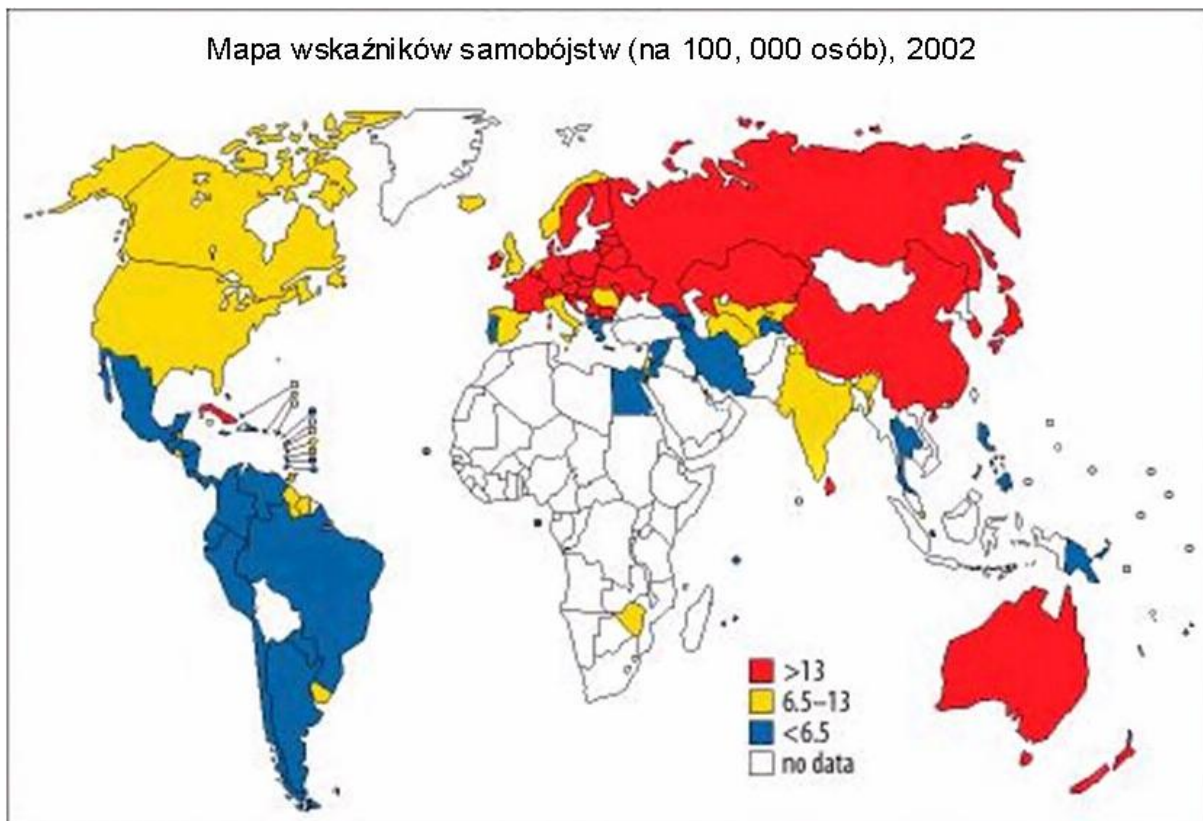 Mapa wskaźników samobójstw (na 100, 000 osób), 2002
>13
6.5–13
<6.5
no data